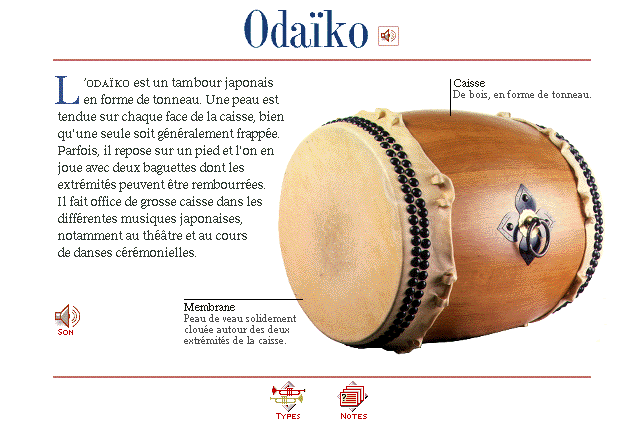 Odaïko
L'ODAÏKO est un tambour japonais
en forme de tonneau. Une peau est
tendue sur chaque face de la caisse, bien
qu'une seule soit généralement frappée.
Parfois, il repose sur un pied et l'on en
joue avec deux baguettes dont les
extrémités peuvent être rembourrées.
Il fait office de grosse caisse dans les
différentes musiques japonaises,
notamment au théâtre et au cours
de danses cérémonielles.
Caisse
De bois, en forme de tonneau.
Membrane
Peau de veau solidement
clouée autour des deux
extrémités de la caisse.
SON
TYPES
NOTES